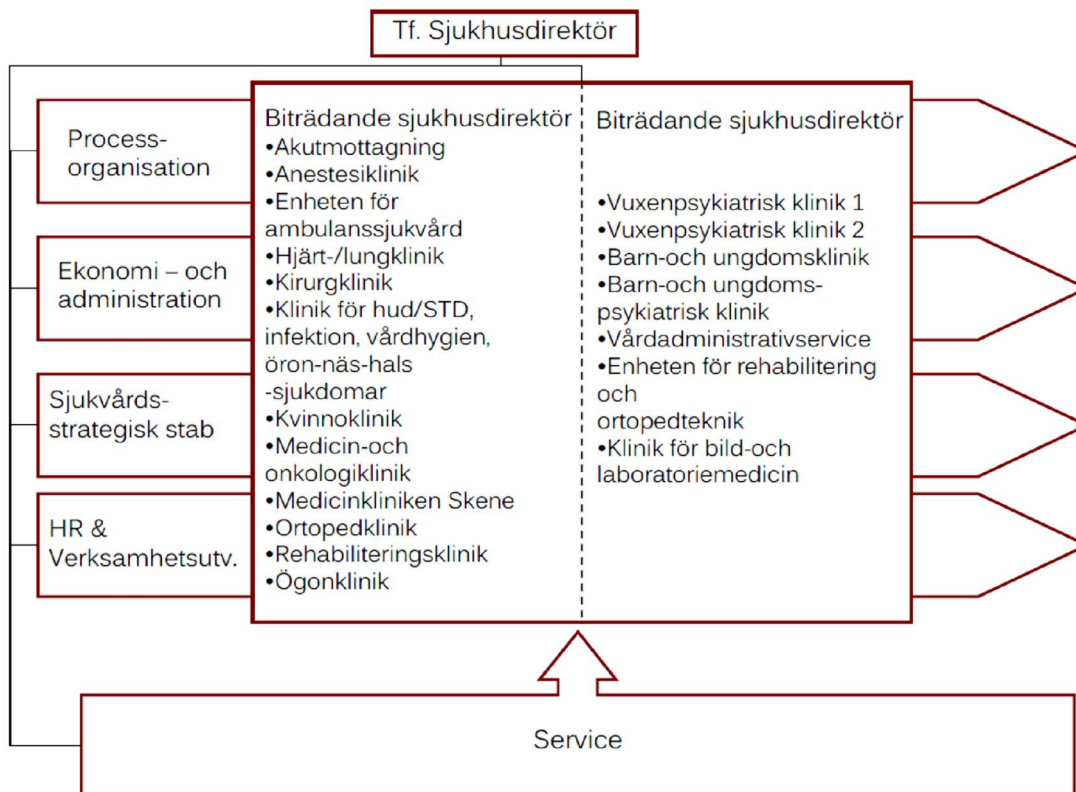 Tf. Sjukhusdirektör
Process-
organisation
Ekonomi – och
administration
Sjukvårds-
strategisk stab
HR &
Verksamhetsutv.
Biträdande sjukhusdirektör
•Akutmottagning
•Anestesiklinik
•Enheten för
ambulanssjukvård
•Hjärt-/lungklinik
•Kirurgklinik
•Klinik för hud/STD,
infektion, vårdhygien,
öron-näs-hals
-sjukdomar
•Kvinnoklinik
•Medicin-och
onkologiklinik
•Medicinkliniken Skene
•Ortopedklinik
•Rehabiliteringsklinik
•Ögonklinik
Biträdande sjukhusdirektör
•Vuxenpsykiatrisk klinik 1
•Vuxenpsykiatrisk klinik 2
•Barn-och ungdomsklinik
•Barn-och ungdoms-
psykiatrisk klinik
•Vårdadministrativservice
•Enheten för rehabilitering
och
ortopedteknik
•Klinik för bild-och
laboratoriemedicin
Service